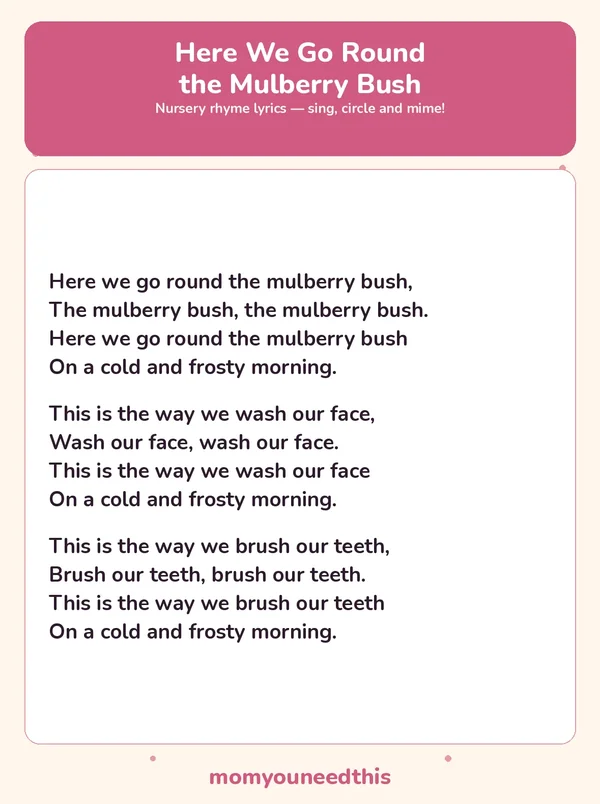 Here We Go Round
the Mulberry Bush
Nursery rhyme lyrics — sing, circle and mime!
Here we go round the mulberry bush,
The mulberry bush, the mulberry bush.
Here we go round the mulberry bush
On a cold and frosty morning.
This is the way we wash our face,
Wash our face, wash our face.
This is the way we wash our face
On a cold and frosty morning.
This is the way we brush our teeth,
Brush our teeth, brush our teeth.
This is the way we brush our teeth
On a cold and frosty morning.
momyouneedthis